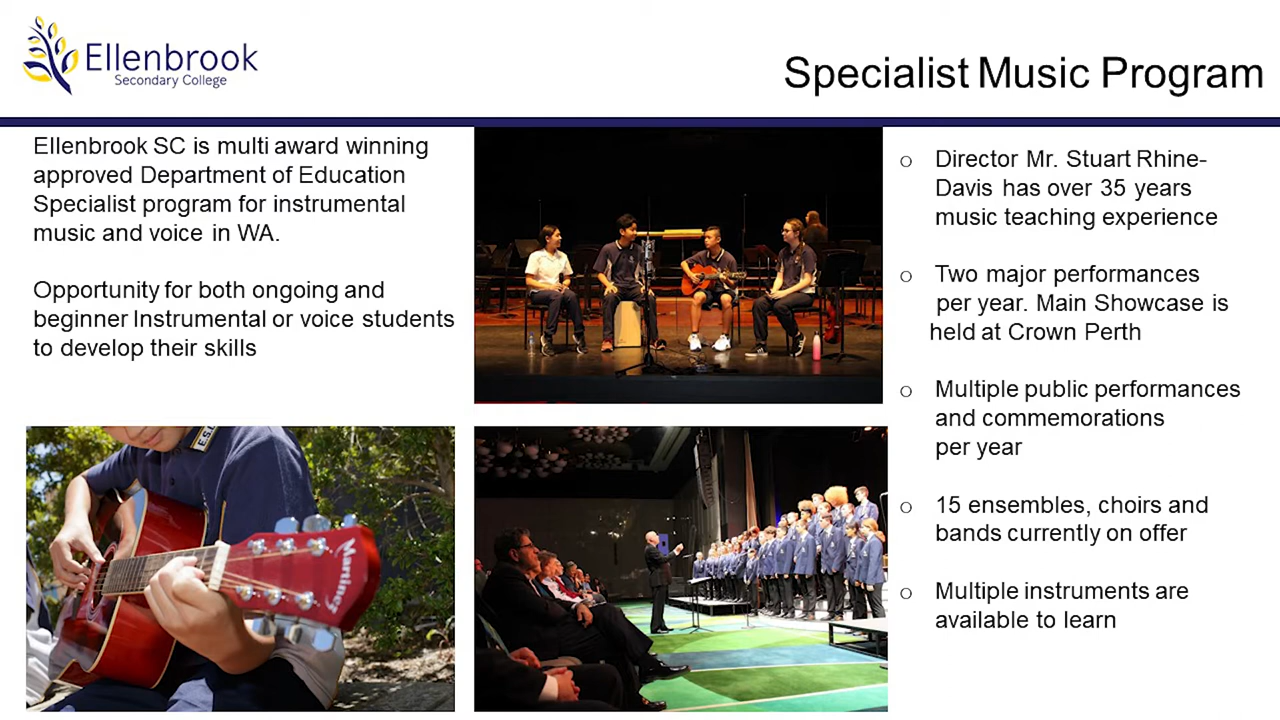 Ellenbrook
Secondary College
Specialist Music Program
Ellenbrook SC is multi award winning
approved Department of Education
Specialist program for instrumental
music and voice in WA.
Opportunity for both ongoing and
beginner Instrumental or voice students
to develop their skills
E.S.
Martinez
o Director Mr. Stuart Rhine-
Davis has over 35 years
music teaching experience
o Two major performances
per year. Main Showcase is
held at Crown Perth
o Multiple public performances
and commemorations
per year
o 15 ensembles, choirs and
bands currently on offer
o Multiple instruments are
available to learn